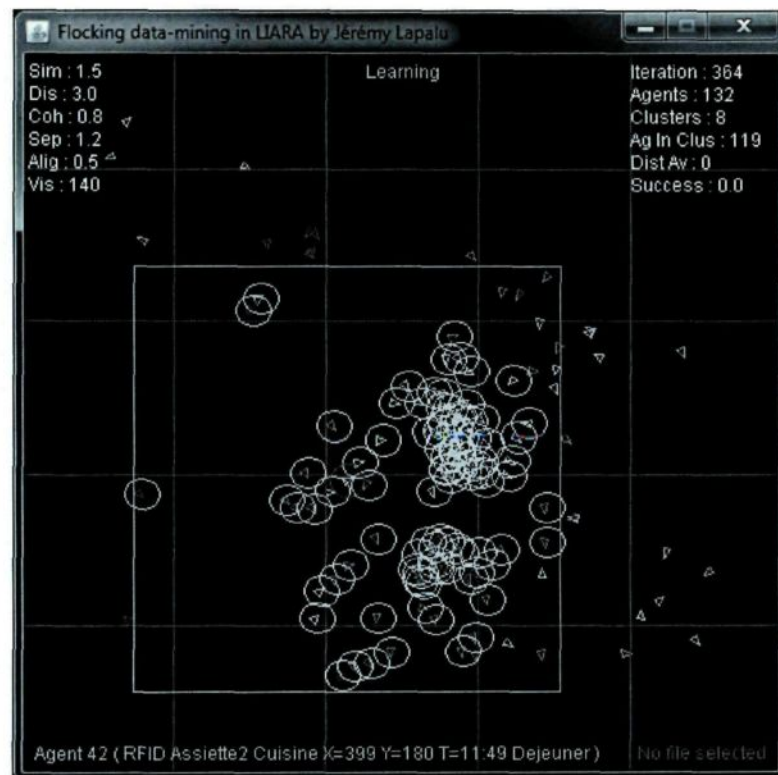 Flocking data-mining in LIARA by Jérémy Lapalu
Sim : 1.5
Dis : 3.0
Coh : 0.8
Sep : 1.2
Alig : 0.5
Vis : 140
Learning
Iteration : 364
Agents : 132
Clusters : 8
Ag In Clus : 119
Dist Av : 0
Success : 0.0
Agent 42 ( RFID Assiette2 Cuisine X=399 Y=180 T=11:49 Dejeuner )
No file selected